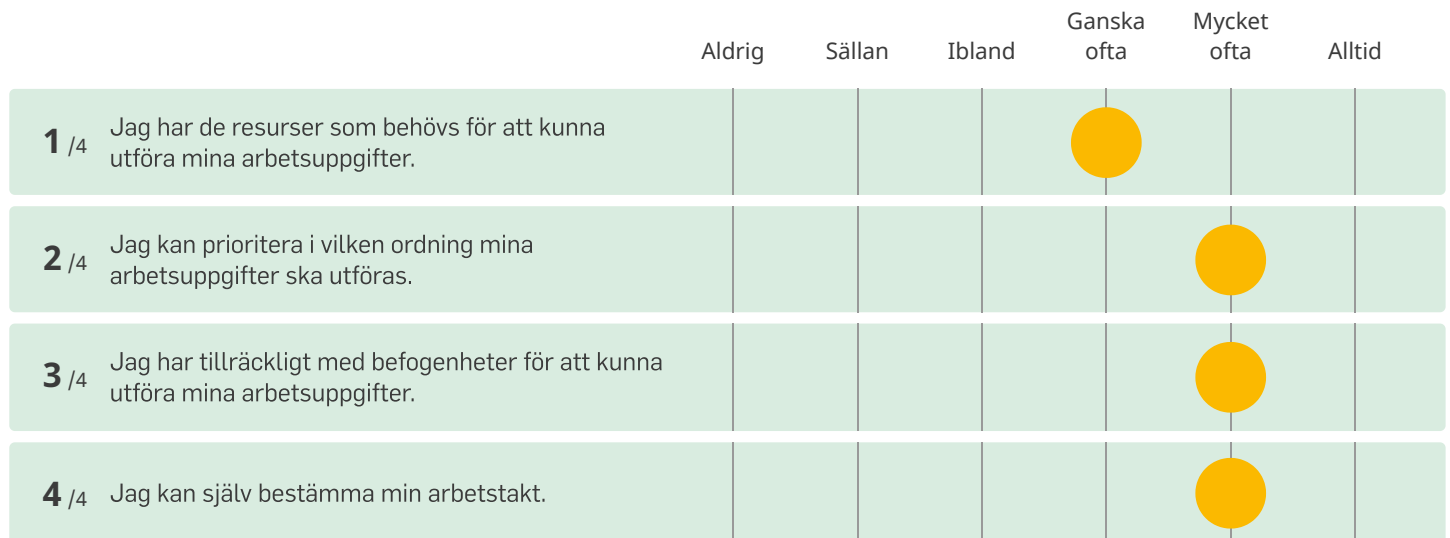 Aldrig Sällan Ibland Ganska ofta Mycket ofta Alltid
1 /4 Jag har de resurser som behövs för att kunna
utföra mina arbetsuppgifter.
2 /4 Jag kan prioritera i vilken ordning mina
arbetsuppgifter ska utföras.
3 /4 Jag har tillräckligt med befogenheter för att kunna
utföra mina arbetsuppgifter.
4 /4 Jag kan själv bestämma min arbetstakt.